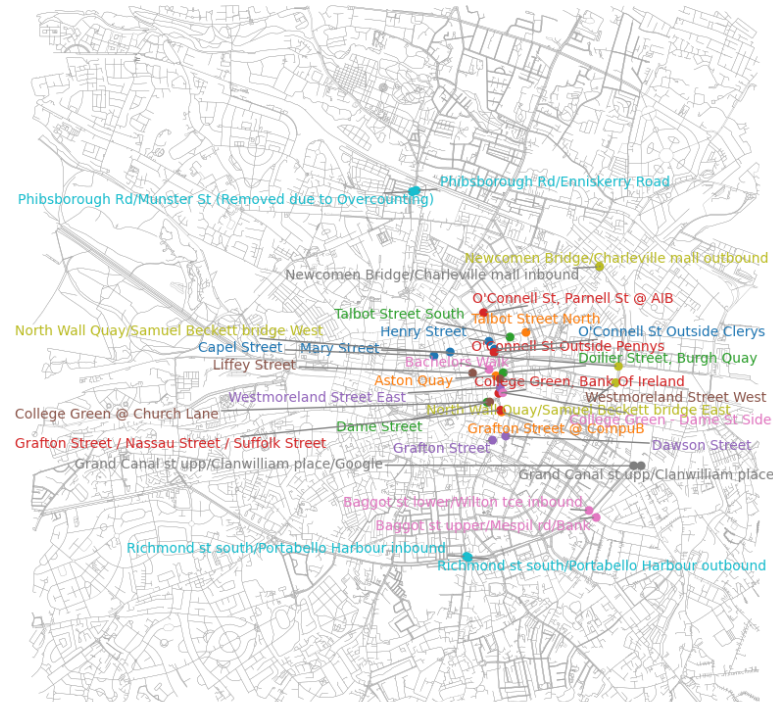 Phibsborough Rd/Enniskerry Road
Phibsborough Rd/Munster St (Removed due to Overcounting)
Newcomen Bridge/Charleville mall outbound
Newcomen Bridge/Charleville mall inbound
O'Connell St, Parnell St @ AIB
Talbot Street South
Talbot Street North
North Wall Quay/Samuel Beckett bridge West
Henry Street
O'Connell St Outside Clerys
Capel Street
Mary Street
O'Connell St Outside Pennys
Liffey Street
Bachelors Walk
Dolier Street, Burgh Quay
Aston Quay
College Green, Bank Of Ireland
Westmoreland Street East
Westmoreland Street West
College Green @ Church Lane
North Wall Quay/Samuel Beckett bridge East
College Green - Dame St Side
Dame Street
Grafton Street @ CompuB
Grafton Street / Nassau Street / Suffolk Street
Grafton Street
Dawson Street
Grand Canal st upp/Clanwilliam place/Google
Grand Canal st upp/Clanwilliam place
Baggot st lower/Wilton tce inbound
Baggot st upper/Mespil rd/Bank
Richmond st south/Portabello Harbour inbound
Richmond st south/Portabello Harbour outbound